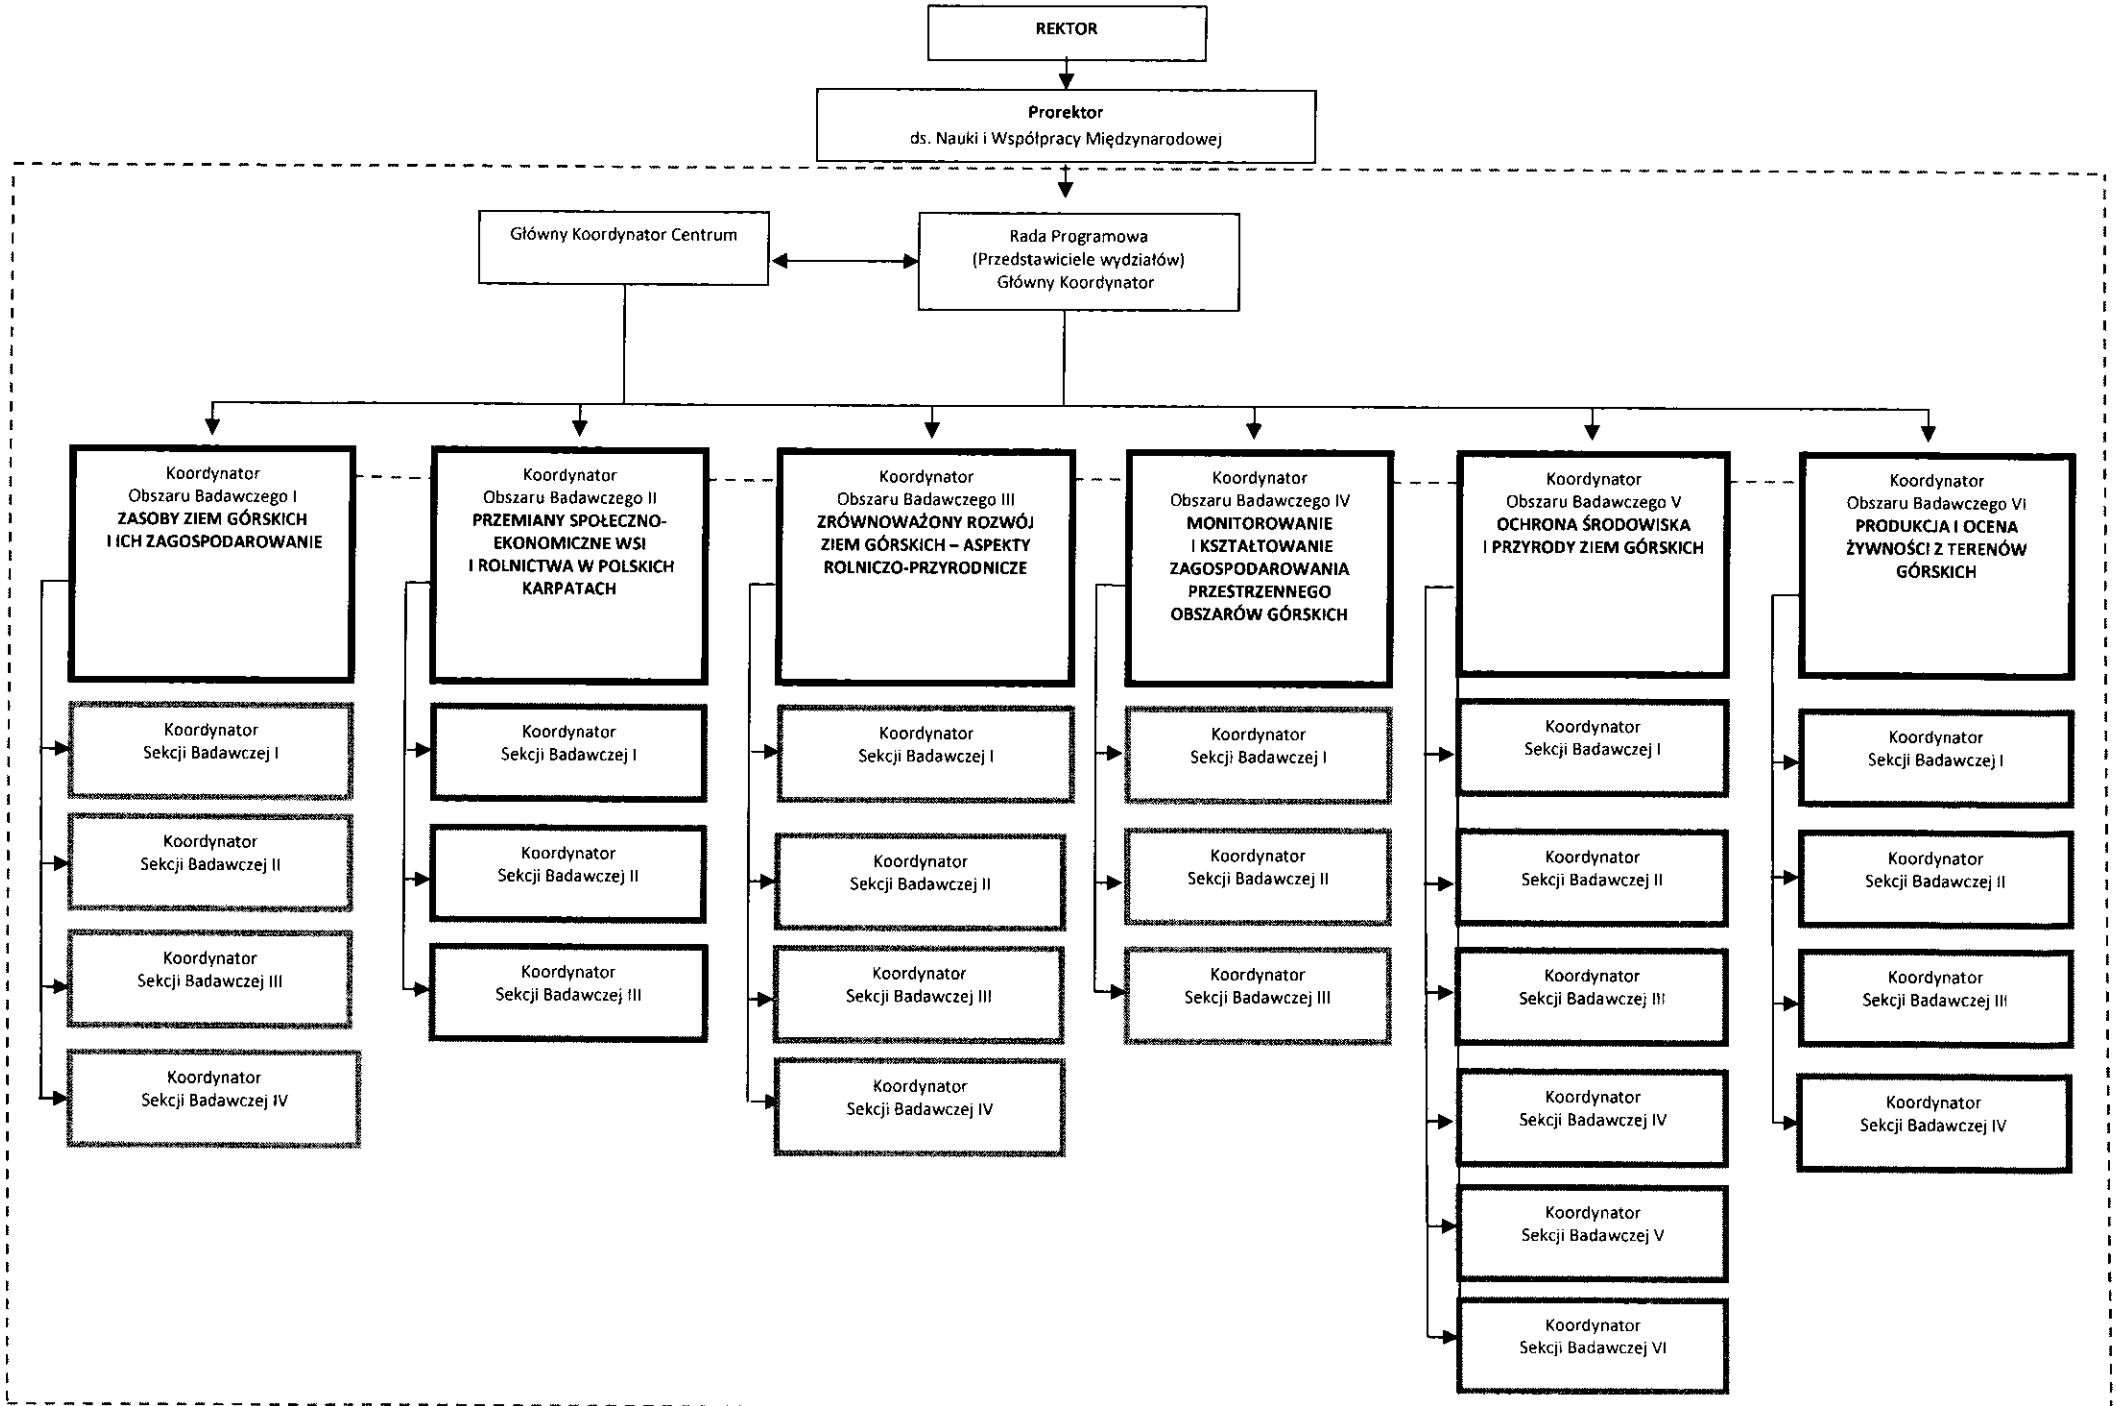 REKTOR
Prorektor
ds. Nauki i Współpracy Międzynarodowej
Główny Koordynator Centrum
Rada Programowa
(Przedstawiciele wydziałów)
Główny Koordynator
Koordynator
Obszaru Badawczego I
ZASOBY ZIEM GÓRSKICH
I ICH ZAGOSPODAROWANIE
Koordynator
Sekcji Badawczej I
Koordynator
Sekcji Badawczej II
Koordynator
Sekcji Badawczej III
Koordynator
Sekcji Badawczej IV
Koordynator
Obszaru Badawczego II
PRZEMIANY SPOŁECZNO-
EKONOMICZNE WSI
I ROLNICTWA W POLSKICH
KARPATACH
Koordynator
Sekcji Badawczej I
Koordynator
Sekcji Badawczej II
Koordynator
Sekcji Badawczej III
Koordynator
Obszaru Badawczego III
ZRÓWNOWAŻONY ROZWÓJ
ZIEM GÓRSKICH – ASPEKTY
ROLNICZO-PRZYRODNICZE
Koordynator
Sekcji Badawczej I
Koordynator
Sekcji Badawczej II
Koordynator
Sekcji Badawczej III
Koordynator
Sekcji Badawczej IV
Koordynator
Obszaru Badawczego IV
MONITOROWANIE
I KSZTAŁTOWANIE
ZAGOSPODAROWANIA
PRZESTRZENNEGO
OBSZARÓW GÓRSKICH
Koordynator
Sekcji Badawczej I
Koordynator
Sekcji Badawczej II
Koordynator
Sekcji Badawczej III
Koordynator
Obszaru Badawczego V
OCHRONA ŚRODOWISKA
I PRZYRODY ZIEM GÓRSKICH
Koordynator
Sekcji Badawczej I
Koordynator
Sekcji Badawczej II
Koordynator
Sekcji Badawczej III
Koordynator
Sekcji Badawczej IV
Koordynator
Sekcji Badawczej V
Koordynator
Sekcji Badawczej VI
Koordynator
Obszaru Badawczego VI
PRODUKCJA I OCENA
ŻYWNOŚCI Z TERENÓW
GÓRSKICH
Koordynator
Sekcji Badawczej I
Koordynator
Sekcji Badawczej II
Koordynator
Sekcji Badawczej III
Koordynator
Sekcji Badawczej IV